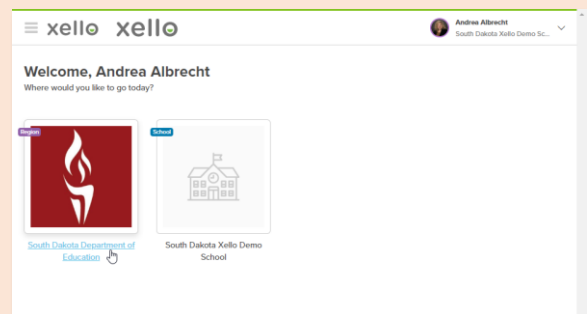 xello xello
Andrea Albrecht
South Dakota Xello Demo Sc...
Welcome, Andrea Albrecht
Where would you like to go today?
Region
School
South Dakota Department of
Education
South Dakota Xello Demo
School